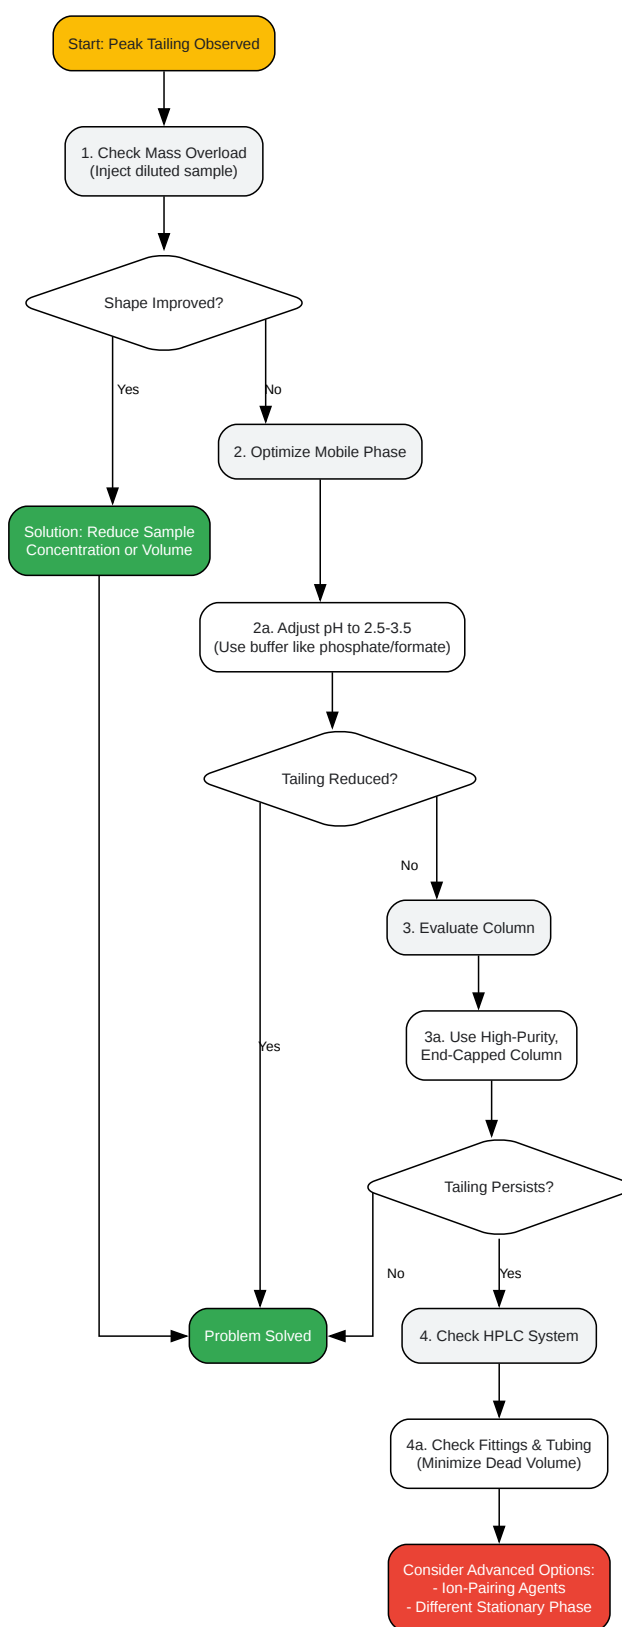 Start: Peak Tailing Observed
1. Check Mass Overload
(Inject diluted sample)
Shape Improved?
Yes
No
2. Optimize Mobile Phase
Solution: Reduce Sample
Concentration or Volume
2a. Adjust pH to 2.5-3.5
(Use buffer like phosphate/formate)
Tailing Reduced?
No
3. Evaluate Column
3a. Use High-Purity,
End-Capped Column
Yes
Tailing Persists?
No
Yes
Problem Solved
4. Check HPLC System
4a. Check Fittings & Tubing
(Minimize Dead Volume)
Consider Advanced Options:
- Ion-Pairing Agents
- Different Stationary Phase